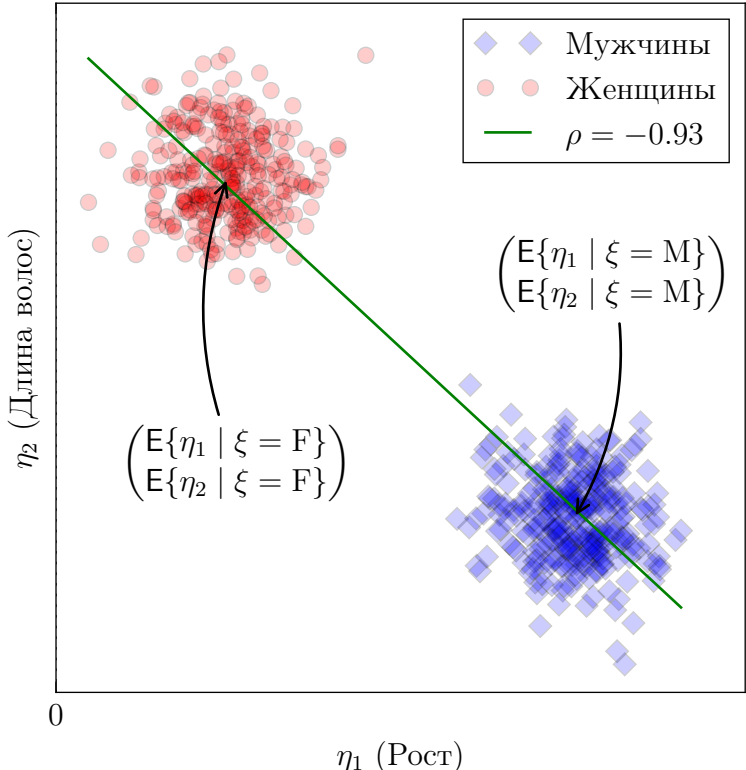 Мужчины
Женщины
ρ = −0.93
E{η₁ | ξ = M}
E{η₂ | ξ = M}
E{η₁ | ξ = F}
E{η₂ | ξ = F}
η₂ (Длина волос)
0
η₁ (Рост)